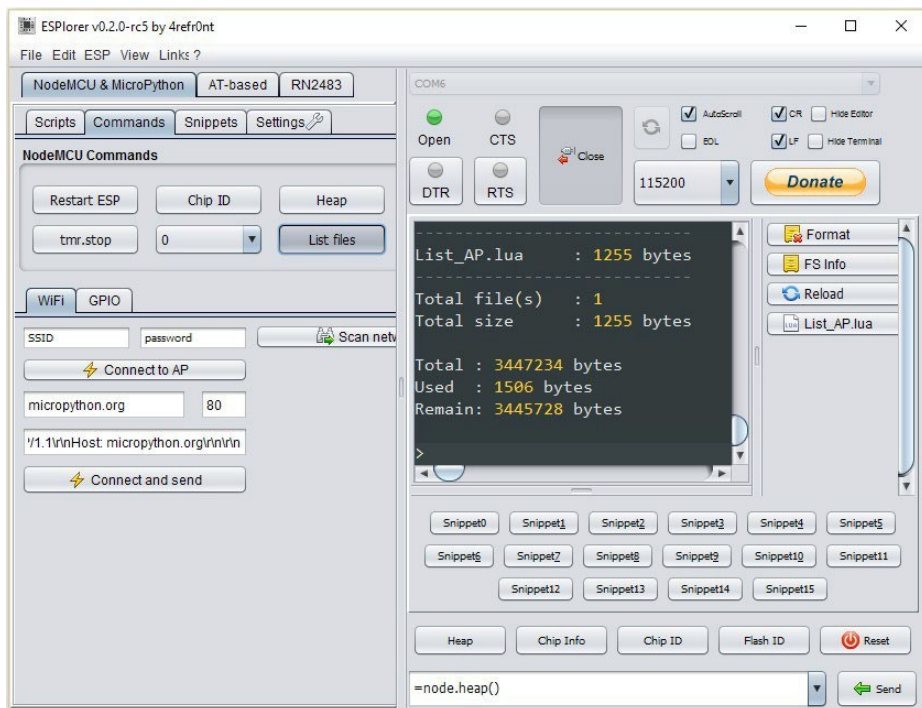 ESPlorer v0.2.0-rc5 by 4refr0nt
File Edit ESP View Links ?
NodeMCU & MicroPython AT-based RN2483
Scripts Commands Snippets Settings
NodeMCU Commands
Restart ESP Chip ID Heap
tmr.stop 0 List files
WiFi GPIO
SSID password Scan netw
Connect to AP
micropython.org 80
'/1.1\r\nHost: micropython.org\r\n\r\n
Connect and send
COM6
Open CTS Close AutoScroll CR Hide Editor
EOL LF Hide Terminal
DTR RTS 115200 Donate
List_AP.lua : 1255 bytes
Total file(s) : 1
Total size : 1255 bytes
Total : 3447234 bytes
Used : 1506 bytes
Remain: 3445728 bytes
>
Format
FS Info
Reload
LUA List_AP.lua
Snippet0 Snippet1 Snippet2 Snippet3 Snippet4 Snippet5
Snippet6 Snippet7 Snippet8 Snippet9 Snippet10 Snippet11
Snippet12 Snippet13 Snippet14 Snippet15
Heap Chip Info Chip ID Flash ID Reset
=node.heap() Send